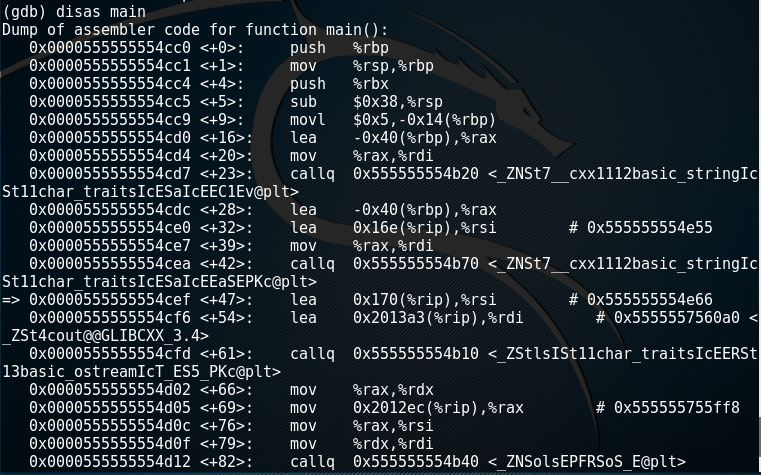 (gdb) disas main
Dump of assembler code for function main():
   0x0000555555554cc0 <+0>:     push   %rbp
   0x0000555555554cc1 <+1>:     mov    %rsp,%rbp
   0x0000555555554cc4 <+4>:     push   %rbx
   0x0000555555554cc5 <+5>:     sub    $0x38,%rsp
   0x0000555555554cc9 <+9>:     movl   $0x5,-0x14(%rbp)
   0x0000555555554cd0 <+16>:    lea    -0x40(%rbp),%rax
   0x0000555555554cd4 <+20>:    mov    %rax,%rdi
   0x0000555555554cd7 <+23>:    callq  0x555555554b20 <_ZNSt7__cxx1112basic_stringIc
St11char_traitsIcESaIcEEC1Ev@plt>
   0x0000555555554cdc <+28>:    lea    -0x40(%rbp),%rax
   0x0000555555554ce0 <+32>:    lea    0x16e(%rip),%rsi        # 0x555555554e55
   0x0000555555554ce7 <+39>:    mov    %rax,%rdi
   0x0000555555554cea <+42>:    callq  0x555555554b70 <_ZNSt7__cxx1112basic_stringIc
St11char_traitsIcESaIcEEaSEPKc@plt>
=> 0x0000555555554cef <+47>:    lea    0x170(%rip),%rsi        # 0x555555554e66
   0x0000555555554cf6 <+54>:    lea    0x2013a3(%rip),%rdi        # 0x5555557560a0 <
_ZSt4cout@@GLIBCXX_3.4>
   0x0000555555554cfd <+61>:    callq  0x555555554b10 <_ZStlsISt11char_traitsIcEERSt
13basic_ostreamIcT_ES5_PKc@plt>
   0x0000555555554d02 <+66>:    mov    %rax,%rdx
   0x0000555555554d05 <+69>:    mov    0x2012ec(%rip),%rax        # 0x555555755ff8
   0x0000555555554d0c <+76>:    mov    %rax,%rsi
   0x0000555555554d0f <+79>:    mov    %rdx,%rdi
   0x0000555555554d12 <+82>:    callq  0x555555554b40 <_ZNSolsEPFRSoS_E@plt>